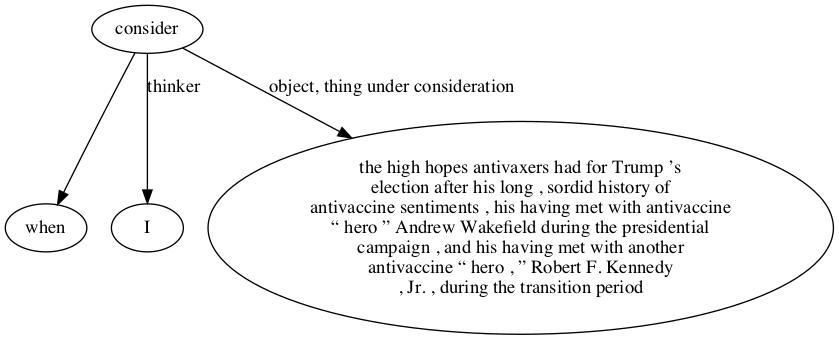 consider
thinker
object, thing under consideration
when
I
the high hopes antivaxers had for Trump ’s
election after his long , sordid history of
antivaccine sentiments , his having met with antivaccine
“ hero ” Andrew Wakefield during the presidential
campaign , and his having met with another
antivaccine “ hero , ” Robert F. Kennedy
, Jr. , during the transition period